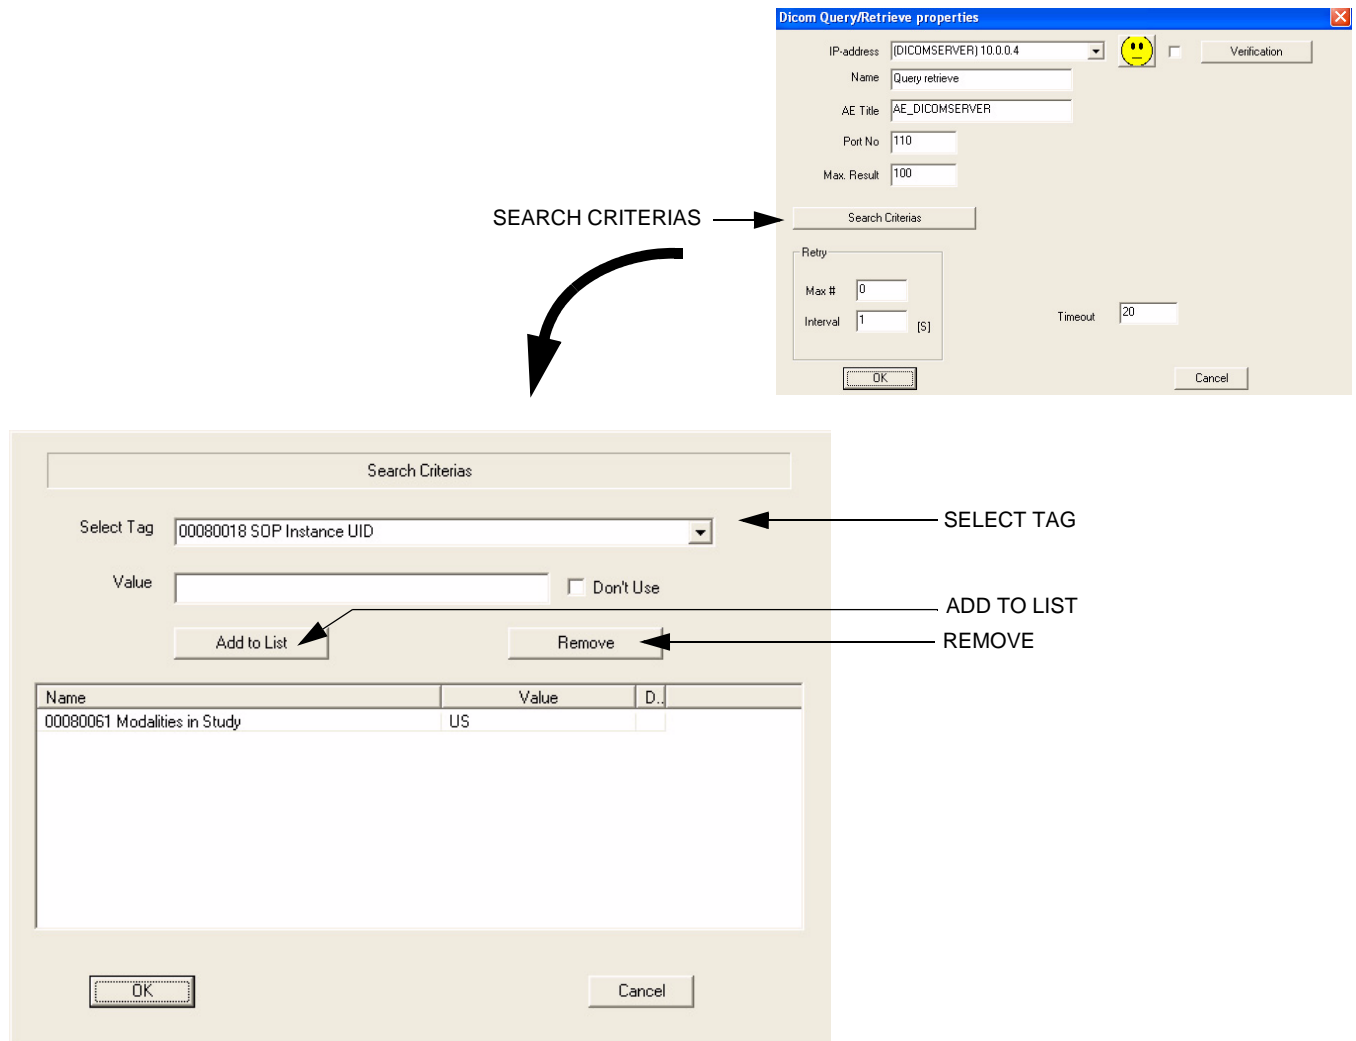 Dicom Query/Retrieve properties
IP-address (DICOMSERVER) 10.0.0.4 Verification
Name Query retrieve
AE Title AE_DICOMSERVER
Port No 110
Max. Result 100
SEARCH CRITERIAS Search Criterias
Retry
Max # 0
Interval 1 [S]
Timeout 20
OK Cancel
Search Criterias
Select Tag 00080018 SOP Instance UID SELECT TAG
Value Don't Use
ADD TO LIST
Add to List Remove REMOVE
Name Value D..
00080061 Modalities in Study US
OK Cancel